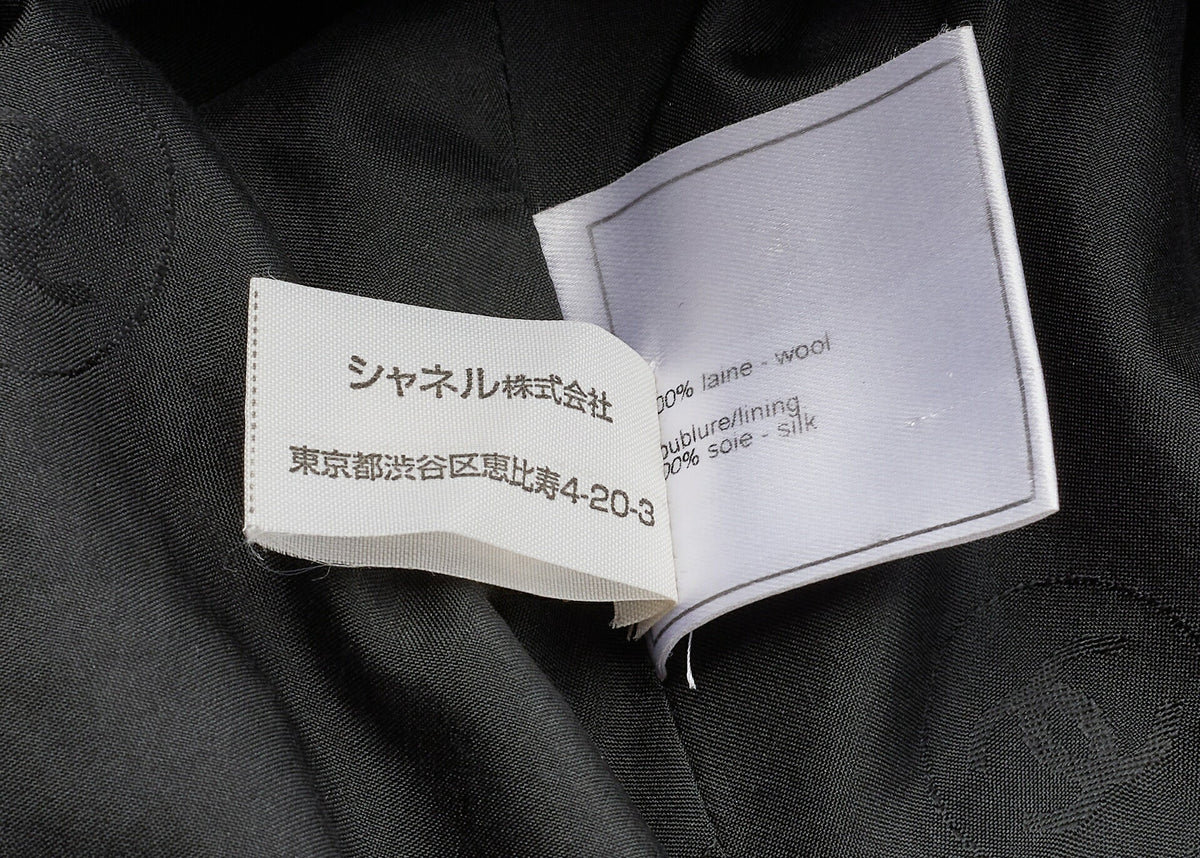 シャネル株式会社
東京都渋谷区恵比寿4-20-3
00% laine - wool
oublure/lining
00% soie - silk